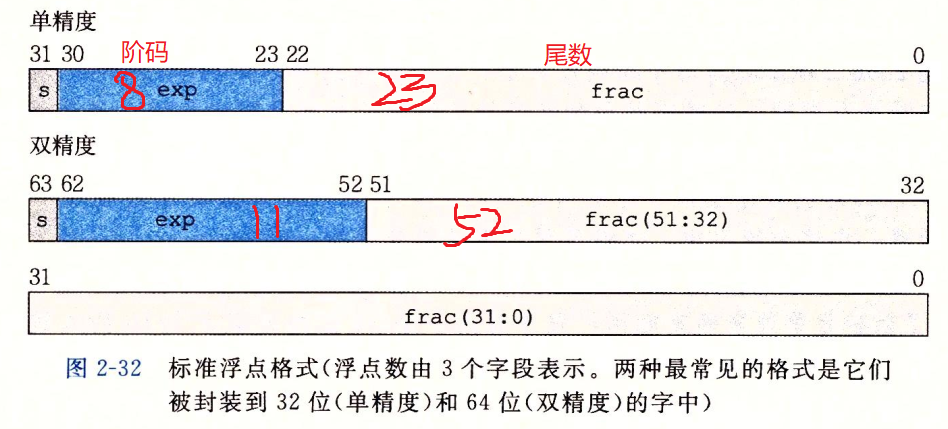 单精度
31 30 阶码 23 22 尾数 0
s 8 exp 23 frac
双精度
63 62 52 51 32
s exp 11 52 frac(51:32)
31 0
frac(31:0)
图 2-32 标准浮点格式(浮点数由 3 个字段表示。两种最常见的格式是它们
被封装到 32 位(单精度)和 64 位(双精度)的字中)